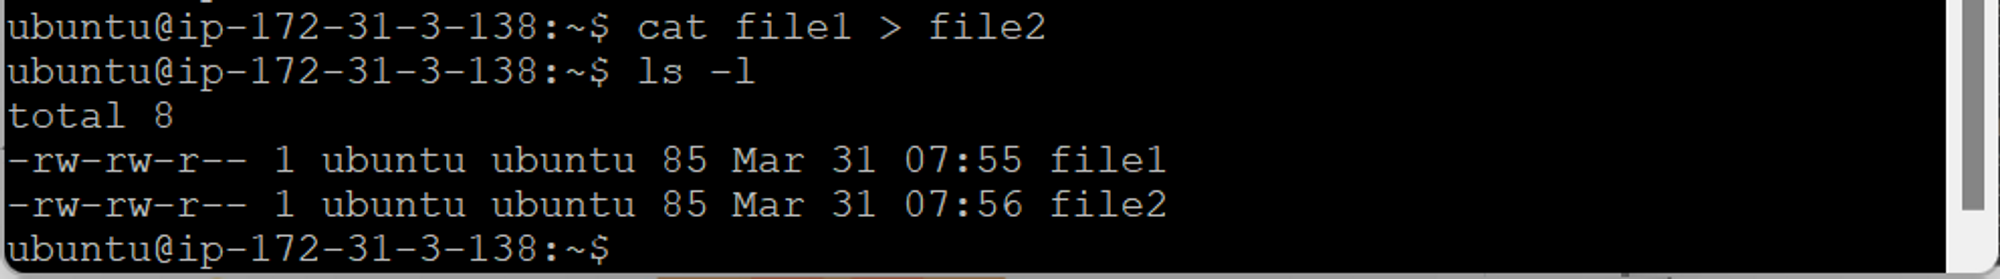 ubuntu@ip-172-31-3-138:~$ cat file1 > file2
ubuntu@ip-172-31-3-138:~$ ls -l
total 8
-rw-rw-r-- 1 ubuntu ubuntu 85 Mar 31 07:55 file1
-rw-rw-r-- 1 ubuntu ubuntu 85 Mar 31 07:56 file2
ubuntu@ip-172-31-3-138:~$